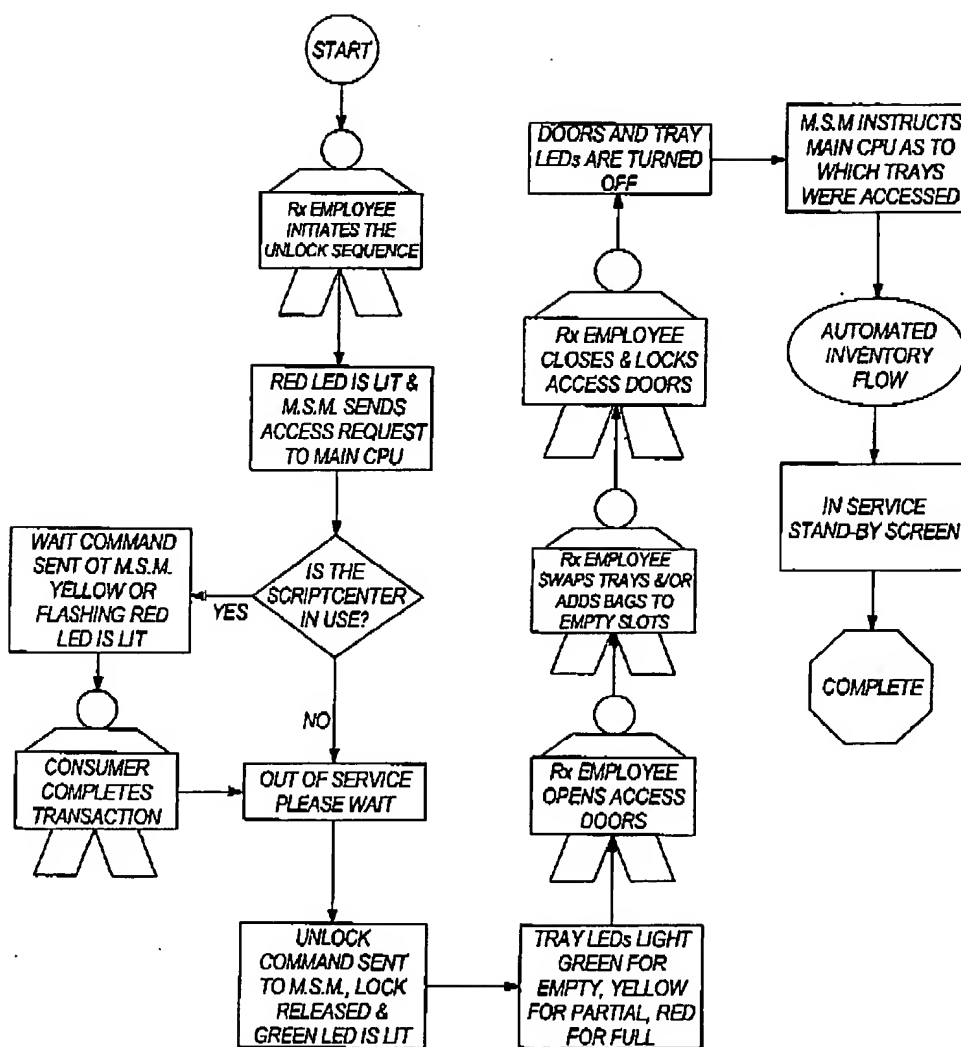 START
Rx EMPLOYEE
INITIATES THE
UNLOCK SEQUENCE
RED LED IS LIT &
M.S.M. SENDS
ACCESS REQUEST
TO MAIN CPU
IS THE
SCRIPTCENTER
IN USE?
YES
NO
WAIT COMMAND
SENT OT M.S.M.
YELLOW OR
FLASHING RED
LED IS LIT
CONSUMER
COMPLETES
TRANSACTION
OUT OF SERVICE
PLEASE WAIT
UNLOCK
COMMAND SENT
TO M.S.M., LOCK
RELEASED &
GREEN LED IS LIT
TRAY LEDs LIGHT
GREEN FOR
EMPTY, YELLOW
FOR PARTIAL, RED
FOR FULL
Rx EMPLOYEE
OPENS ACCESS
DOORS
Rx EMPLOYEE
SWAPS TRAYS &/OR
ADDS BAGS TO
EMPTY SLOTS
Rx EMPLOYEE
CLOSES & LOCKS
ACCESS DOORS
DOORS AND TRAY
LEDs ARE TURNED
OFF
M.S.M INSTRUCTS
MAIN CPU AS TO
WHICH TRAYS
WERE ACCESSED
AUTOMATED
INVENTORY
FLOW
IN SERVICE
STAND-BY SCREEN
COMPLETE